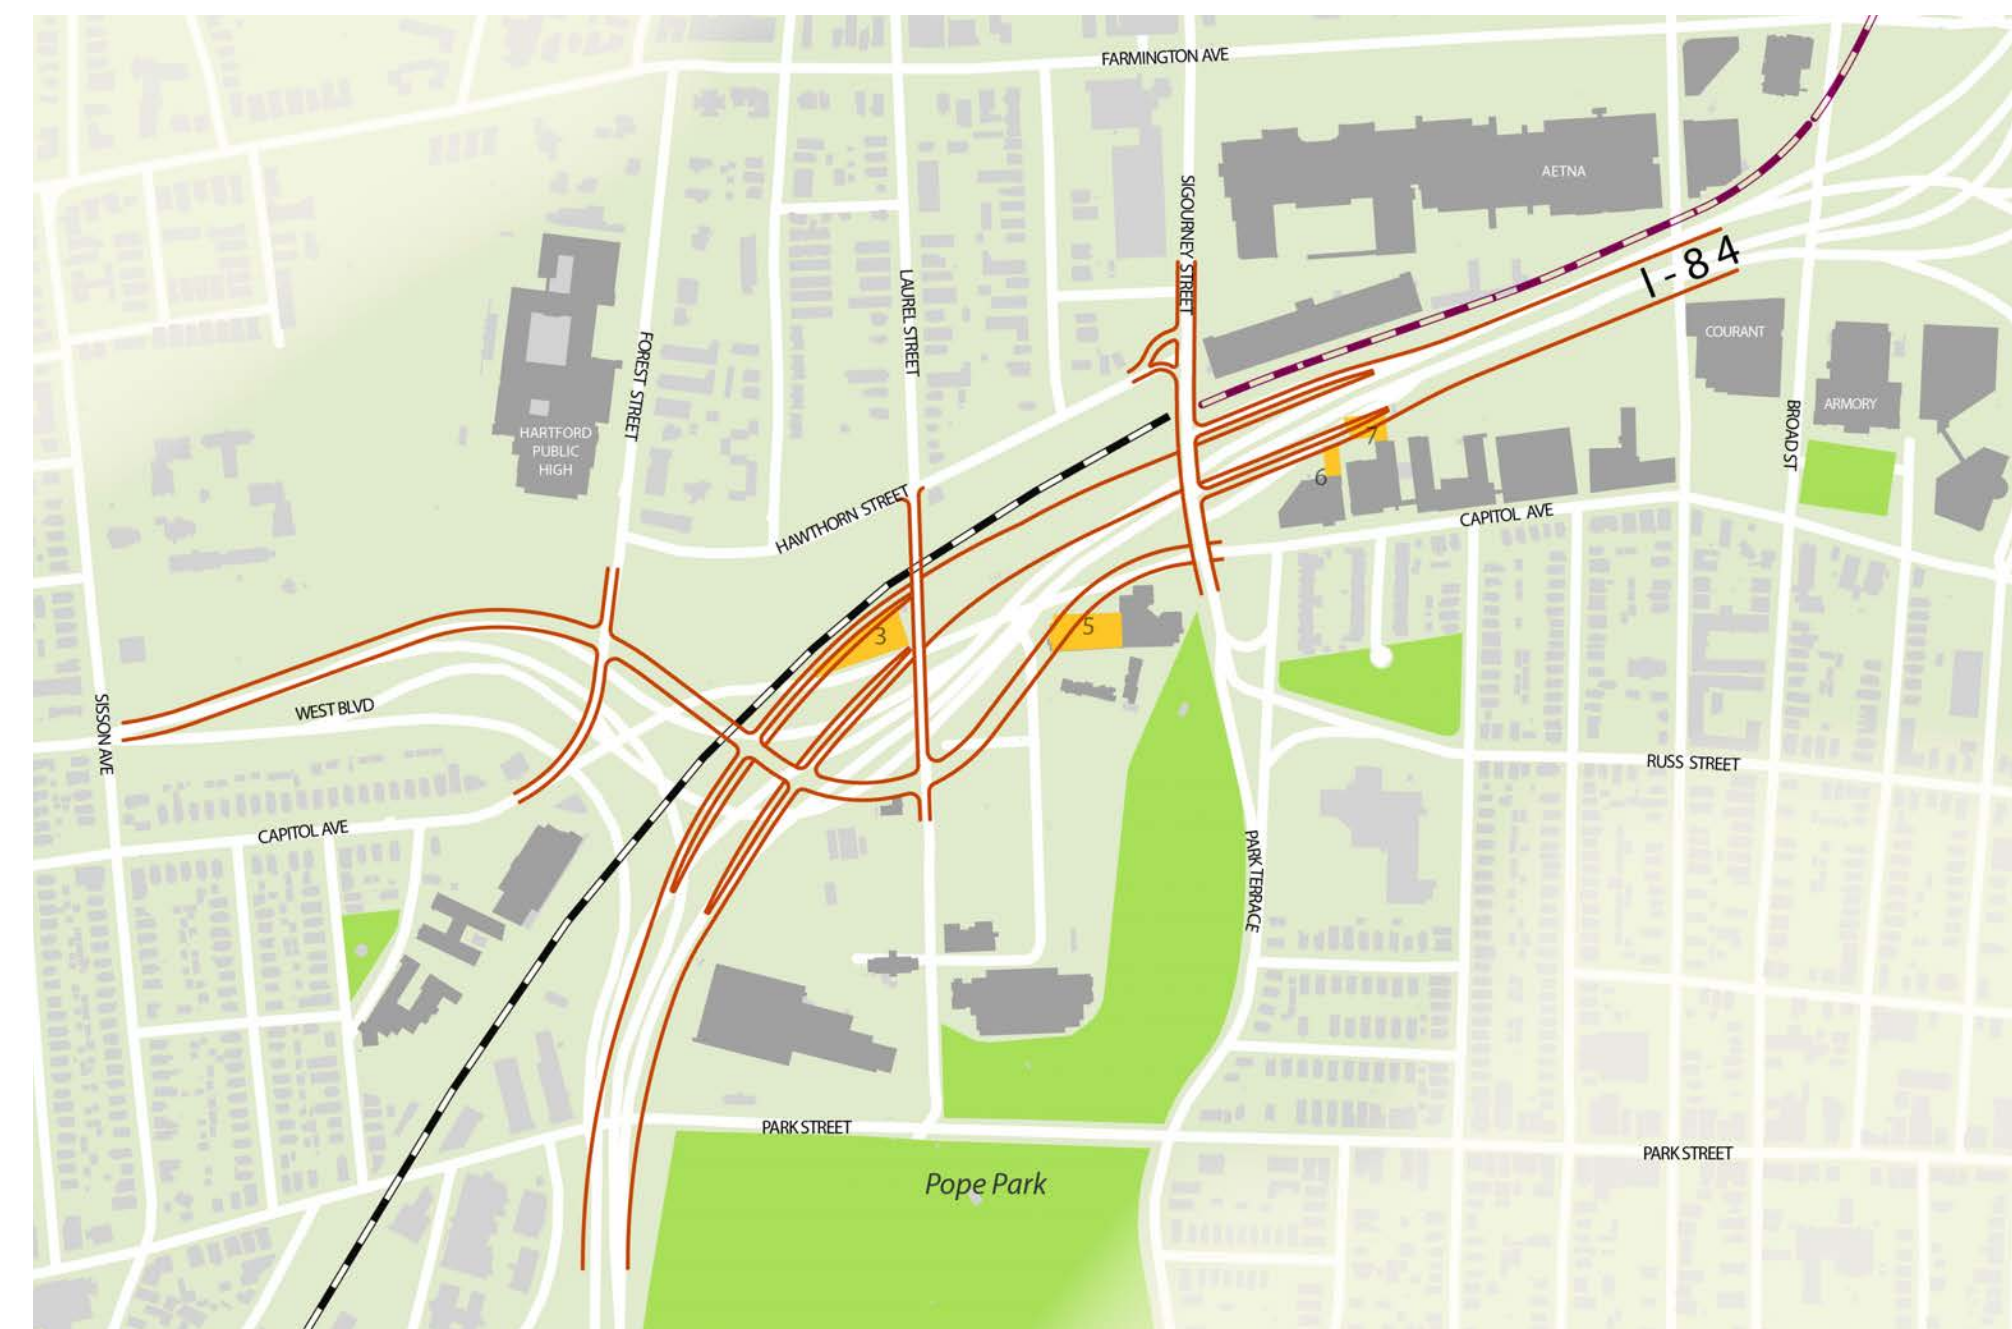 FARMINGTON AVE
AETNA
SIGOURNEY STREET
I-84
LAUREL STREET
FOREST STREET
COURANT
ARMORY
BROAD ST
HARTFORD
PUBLIC
HIGH
7
6
HAWTHORN STREET
CAPITOL AVE
3
5
SISSON AVE
WEST BLVD
RUSS STREET
CAPITOL AVE
PARK TERRACE
PARK STREET
PARK STREET
Pope Park